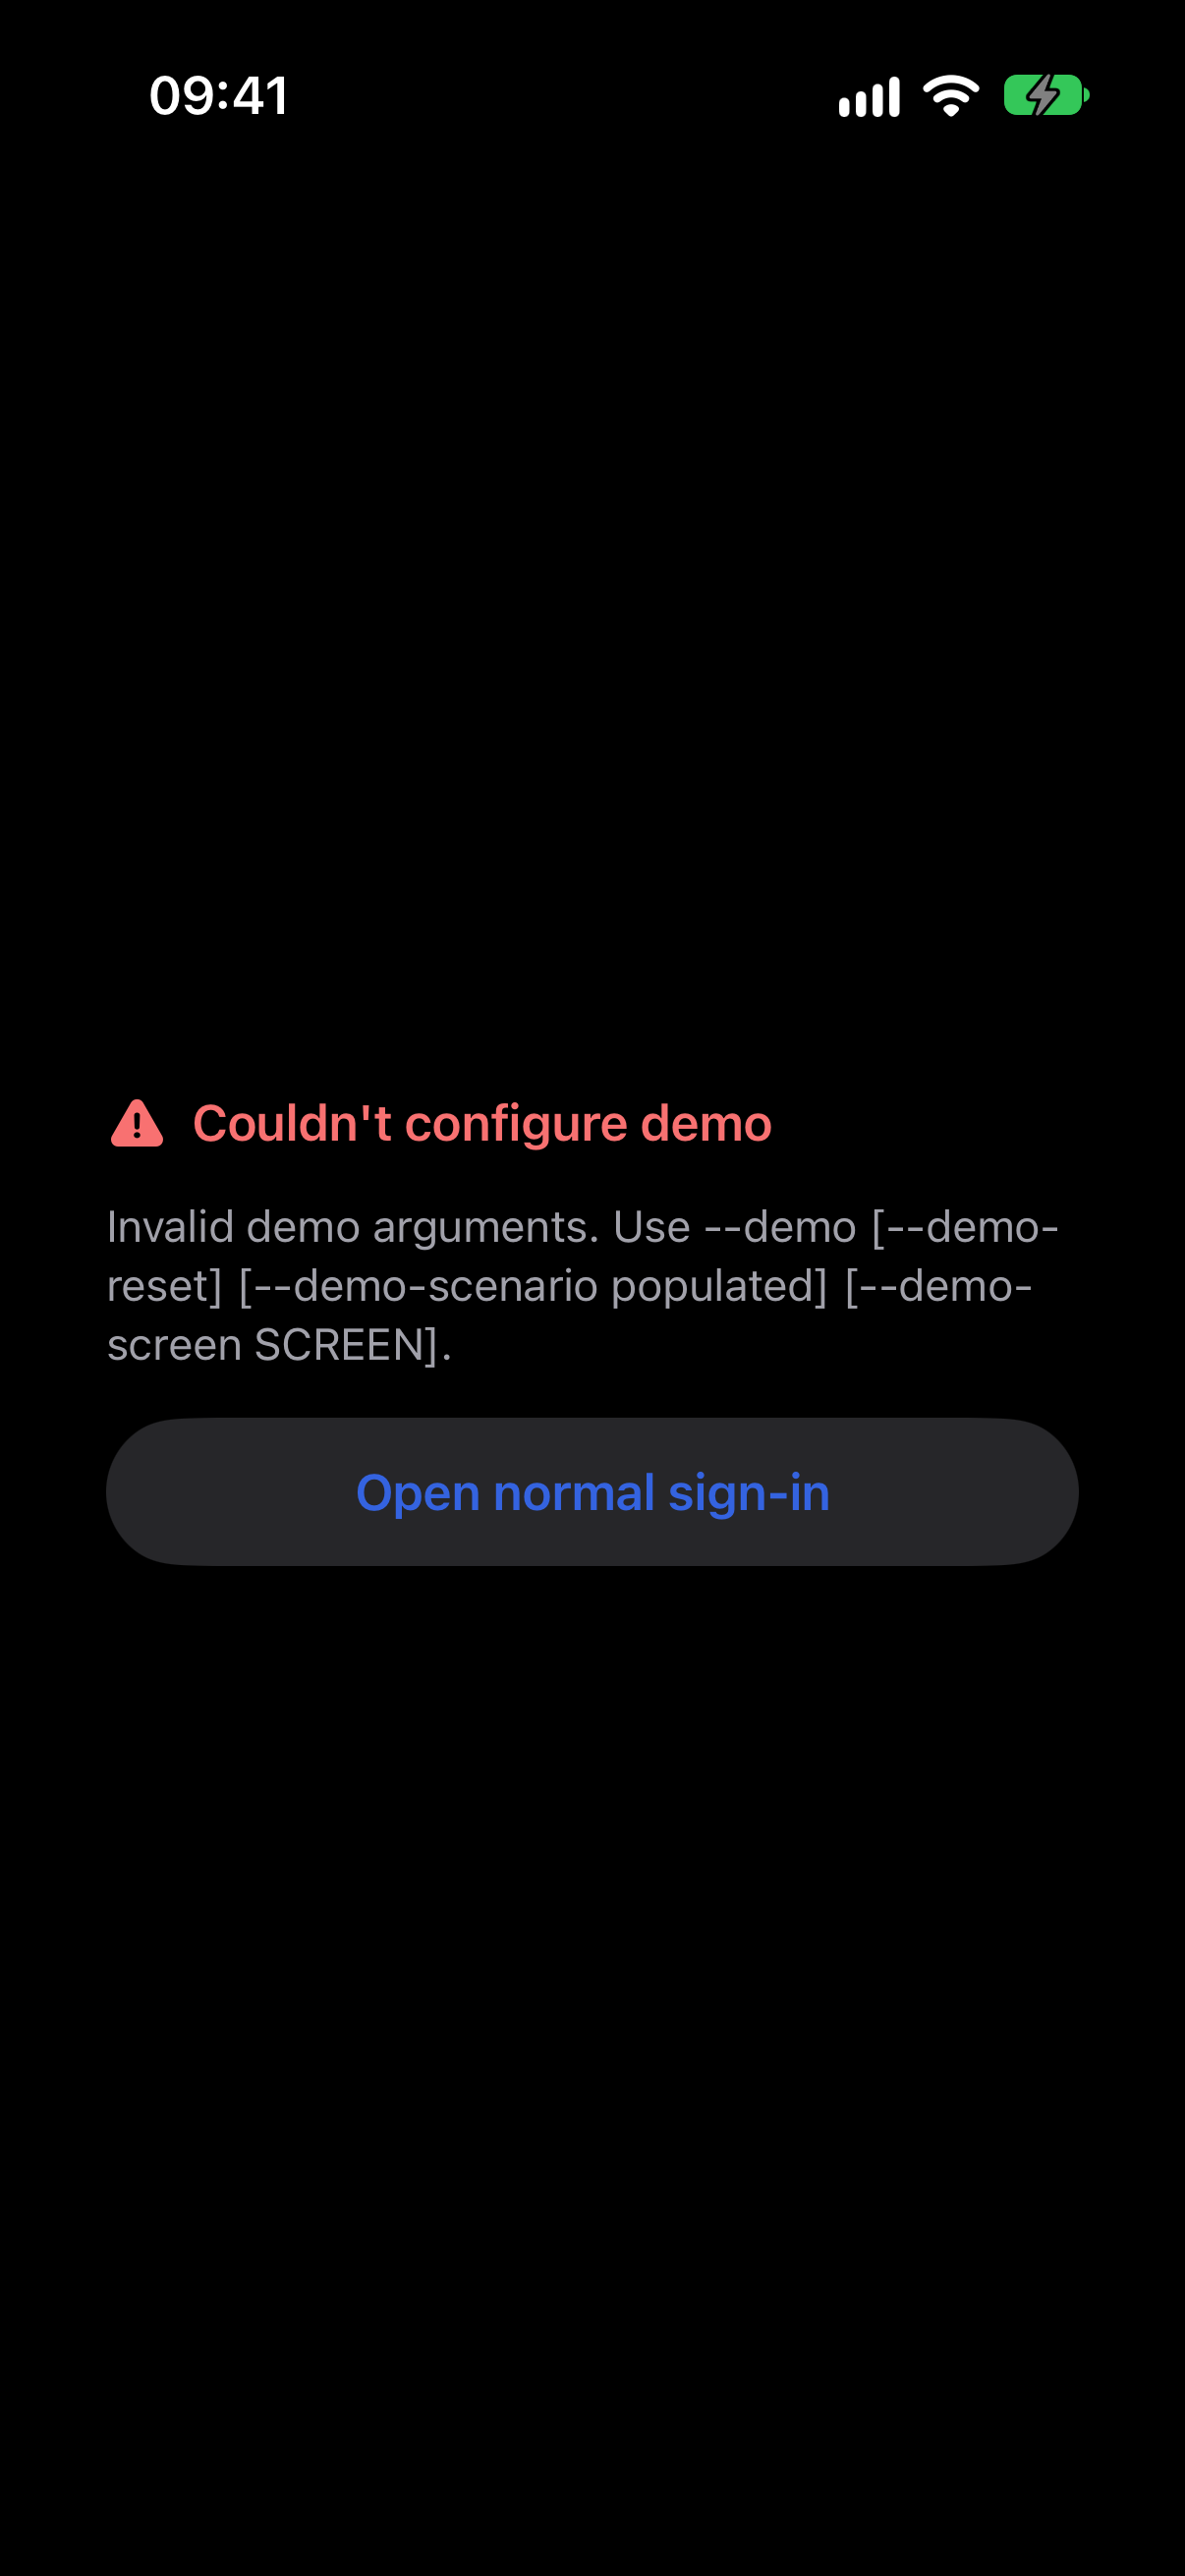 09:41
Couldn't configure demo
Invalid demo arguments. Use --demo [--demo-
reset] [--demo-scenario populated] [--demo-
screen SCREEN].
Open normal sign-in